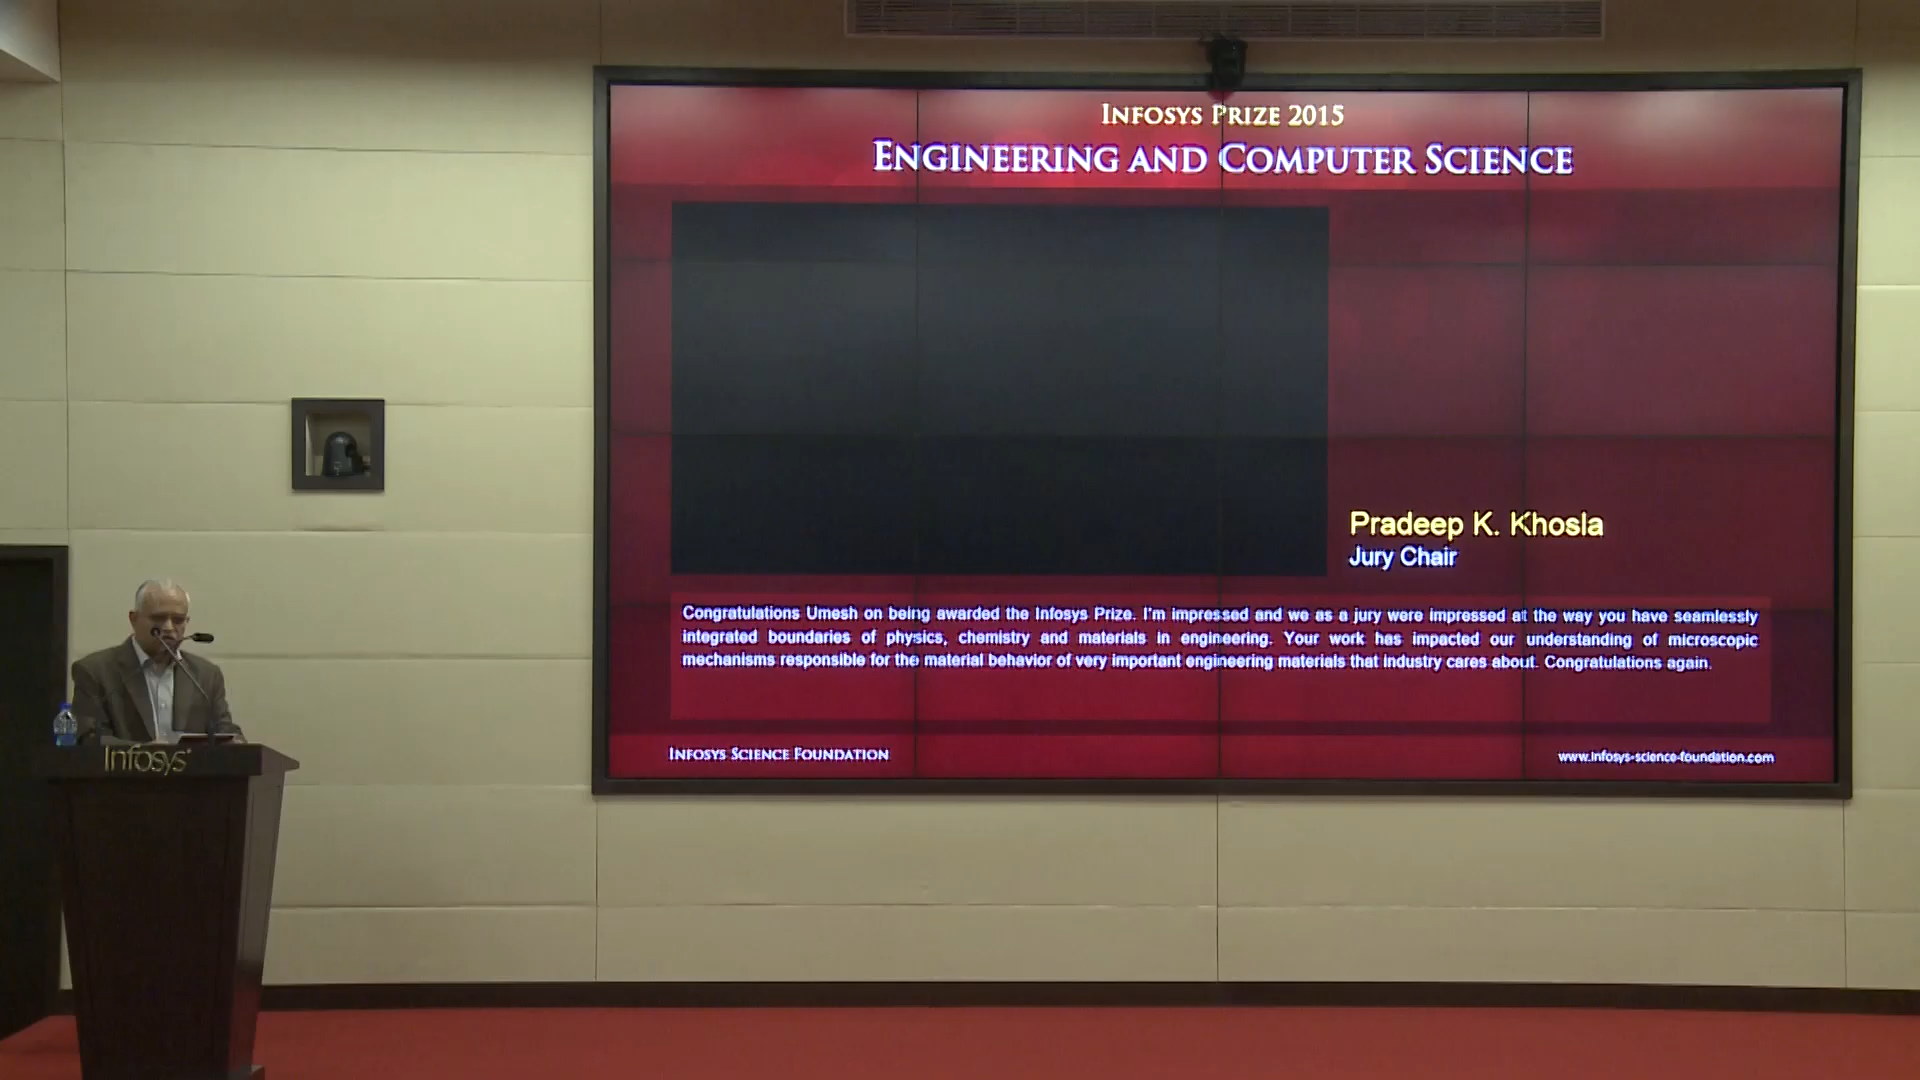 INFOSYS PRIZE 2015
ENGINEERING AND COMPUTER SCIENCE
Pradeep K. Khosla
Jury Chair
Congratulations Umesh on being awarded the Infosys Prize. I'm impressed and we as a jury were impressed at the way you have seamlessly
integrated boundaries of physics, chemistry and materials in engineering. Your work has impacted our understanding of microscopic
mechanisms responsible for the material behavior of very important engineering materials that industry cares about. Congratulations again.
INFOSYS SCIENCE FOUNDATION
www.infosys-science-foundation.com
Infosys®